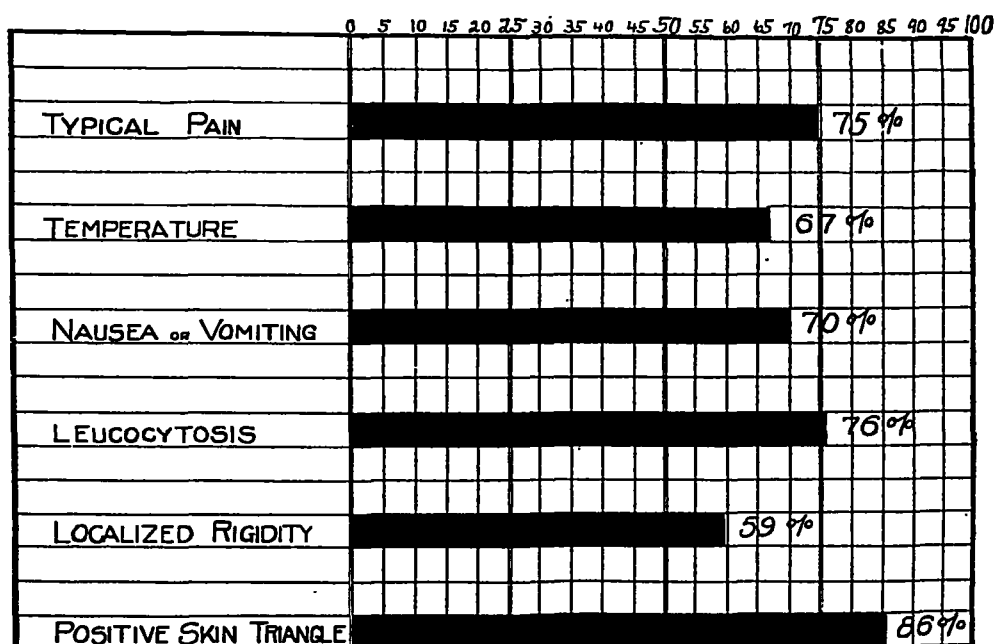 0 5 10 15 20 25 30 35 40 45 50 55 60 65 70 75 80 85 90 95 100
TYPICAL PAIN 75%
TEMPERATURE 67%
NAUSEA OR VOMITING 70%
LEUCOCYTOSIS 76%
LOCALIZED RIGIDITY 59%
POSITIVE SKIN TRIANGLE 86%